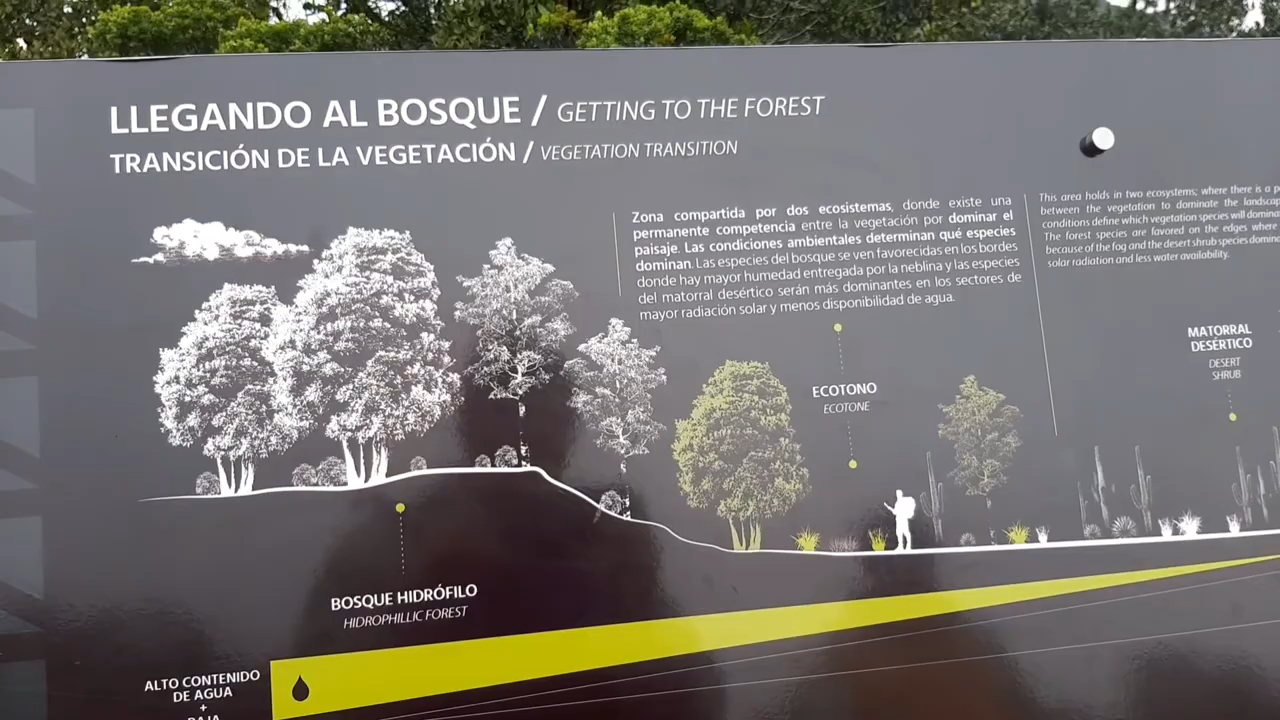 LLEGANDO AL BOSQUE / GETTING TO THE FOREST
TRANSICIÓN DE LA VEGETACIÓN / VEGETATION TRANSITION
Zona compartida por dos ecosistemas, donde existe una
permanente competencia entre la vegetación por dominar el
paisaje. Las condiciones ambientales determinan qué especies
dominan. Las especies del bosque se ven favorecidas en los bordes
donde hay mayor humedad entregada por la neblina y las especies
del matorral desértico serán más dominantes en los sectores de
mayor radiación solar y menos disponibilidad de agua.
This area holds in two ecosystems; where there is a
between the vegetation to dominate the
conditions define which vegetation species will
The forest species are favored on the edges where
because of the fog and the desert shrub species
solar radiation and less water availability.
MATORRAL
DESÉRTICO
DESERT
SHRUB
ECOTONO
ECOTONE
BOSQUE HIDRÓFILO
HIDROPHILLIC FOREST
ALTO CONTENIDO
DE AGUA
+